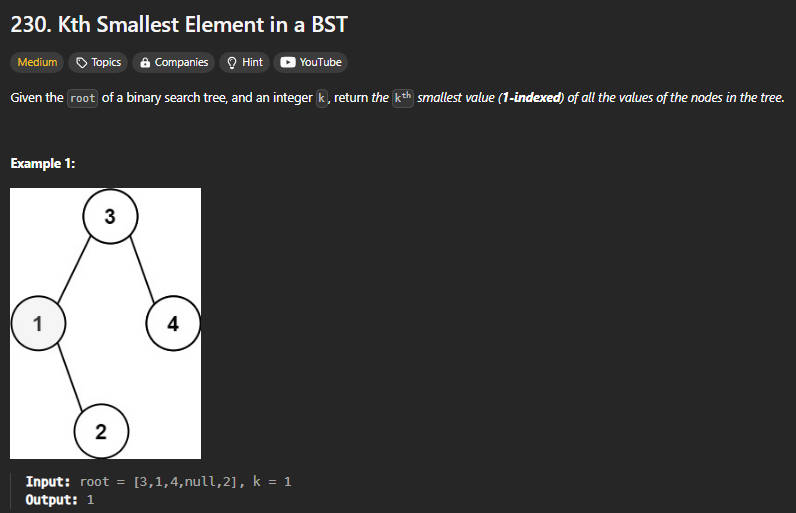 230. Kth Smallest Element in a BST
Medium Topics Companies Hint YouTube
Given the root of a binary search tree, and an integer k, return the kth smallest value (1-indexed) of all the values of the nodes in the tree.
Example 1:
3
1 4
2
Input: root = [3,1,4,null,2], k = 1
Output: 1